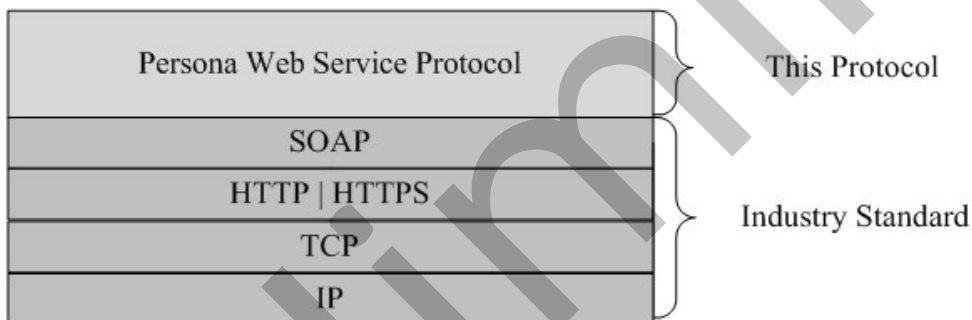 Persona Web Service Protocol
This Protocol
SOAP
HTTP | HTTPS
Industry Standard
TCP
IP